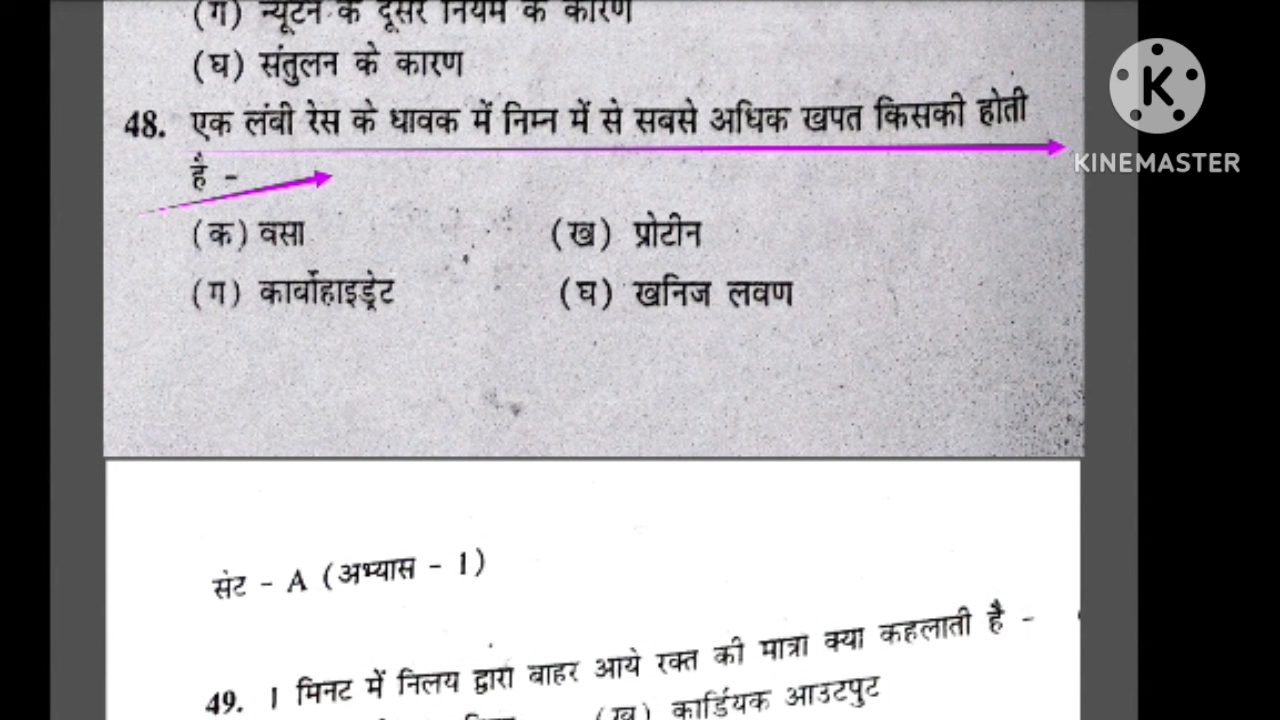 (ग) न्यूटन के दूसरे नियम के कारण
(घ) संतुलन के कारण
48. एक लंबी रेस के धावक में निम्न में से सबसे अधिक खपत किसकी होती
है -
(क) वसा (ख) प्रोटीन
(ग) कार्वोहाइड्रेट (घ) खनिज लवण
K
KINEMASTER
संट - A (अभ्यास - 1)
49. 1 मिनट में निलय द्वारा वाहर आये रक्त की मात्रा क्या कहलाती है -
(ख) कार्डियक आउटपुट